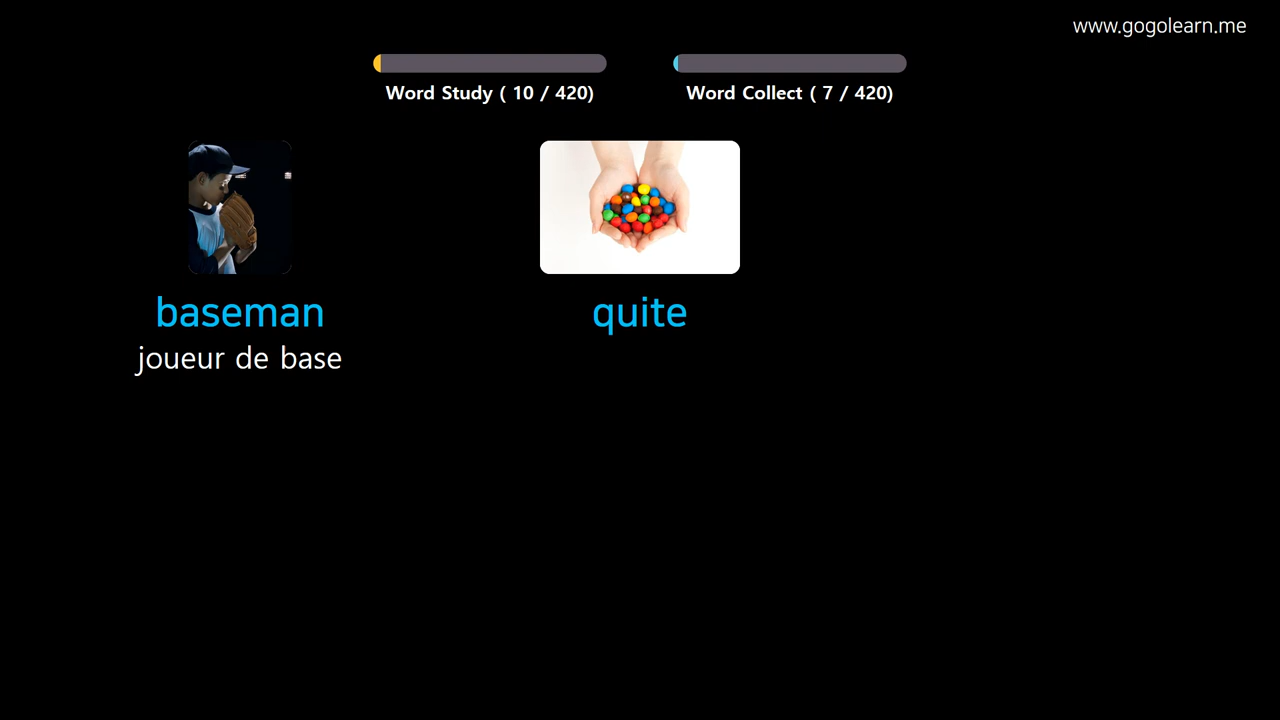 www.gogolearn.me
Word Study ( 10 / 420)
Word Collect ( 7 / 420)
baseman
joueur de base
quite